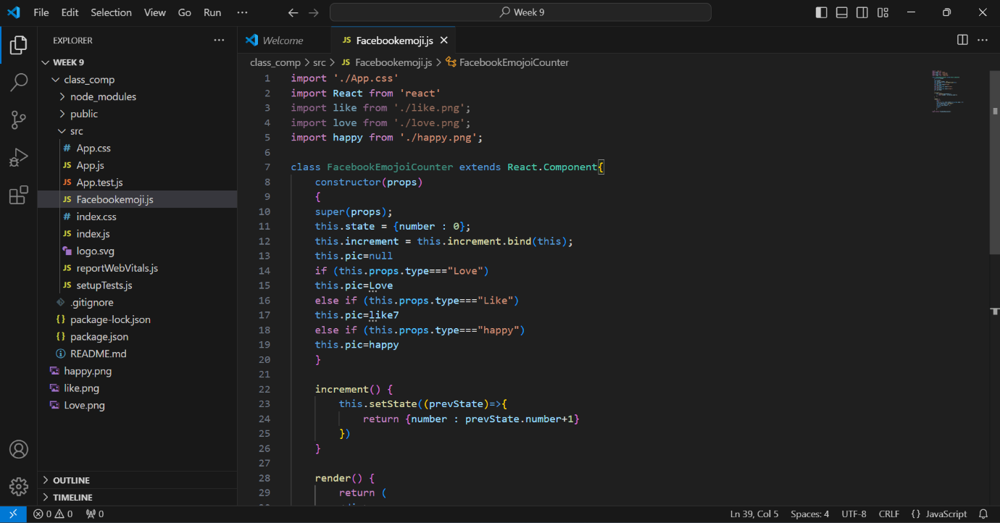 File Edit Selection View Go Run ··· Week 9
EXPLORER ···
WEEK 9
class_comp
node_modules
public
src
# App.css
JS App.js
JS App.test.js
JS Facebookemoji.js
# index.css
JS index.js
logo.svg
JS reportWebVitals.js
JS setupTests.js
.gitignore
{} package-lock.json
{} package.json
README.md
happy.png
like.png
Love.png
OUTLINE
TIMELINE
Welcome JS Facebookemoji.js
class_comp > src > JS Facebookemoji.js > FacebookEmojoiCounter
1 import './App.css'
2 import React from 'react'
3 import like from './like.png';
4 import love from './love.png';
5 import happy from './happy.png';
6
7 class FacebookEmojoiCounter extends React.Component{
8 constructor(props)
9 {
10 super(props);
11 this.state = {number : 0};
12 this.increment = this.increment.bind(this);
13 this.pic=null
14 if (this.props.type==="Love")
15 this.pic=Love
16 else if (this.props.type==="Like")
17 this.pic=like7
18 else if (this.props.type==="happy")
19 this.pic=happy
20 }
21
22 increment() {
23 this.setState((prevState)=>{
24 return {number : prevState.number+1}
25 })
26 }
27
28 render() {
29 return (
0 0 0 Ln 39, Col 5 Spaces: 4 UTF-8 CRLF {} JavaScript